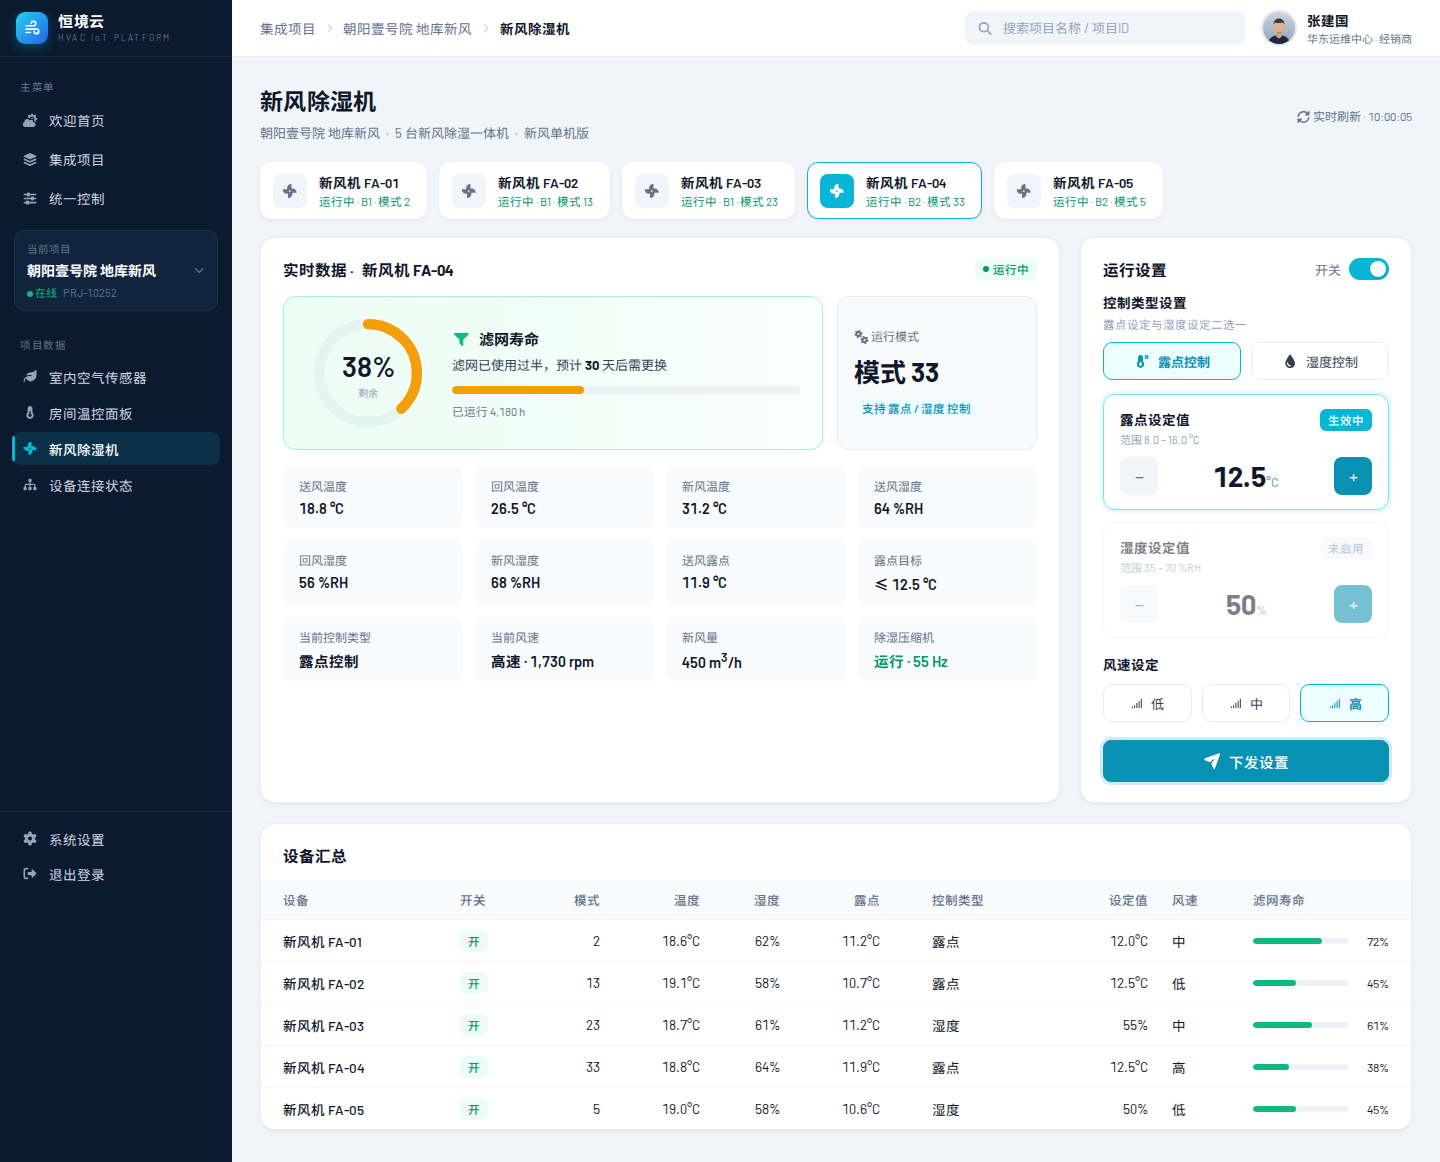 恒境云
HVAC IoT PLATFORM
主菜单
欢迎首页
集成项目
统一控制
当前项目
朝阳壹号院 地库新风
在线 PRJ-10252
项目数据
室内空气传感器
房间温控面板
新风除湿机
设备连接状态
系统设置
退出登录
集成项目 > 朝阳壹号院 地库新风 > 新风除湿机
搜索项目名称 / 项目ID
张建国
华东运维中心 · 经销商
新风除湿机
朝阳壹号院 地库新风 · 5 台新风除湿一体机 · 新风单机版
实时刷新 · 10:00:05
新风机 FA-01
运行中 · B1 · 模式 2
新风机 FA-02
运行中 · B1 · 模式 13
新风机 FA-03
运行中 · B1 · 模式 23
新风机 FA-04
运行中 · B2 · 模式 33
新风机 FA-05
运行中 · B2 · 模式 5
实时数据 · 新风机 FA-04
运行中
38%
剩余
滤网寿命
滤网已使用过半，预计 30 天后需更换
已运行 4,180 h
运行模式
模式 33
支持 露点 / 湿度 控制
送风温度
18.8 °C
回风温度
26.5 °C
新风温度
31.2 °C
送风湿度
64 %RH
回风湿度
56 %RH
新风湿度
68 %RH
送风露点
11.9 °C
露点目标
≤ 12.5 °C
当前控制类型
露点控制
当前风速
高速 · 1,730 rpm
新风量
450 m³/h
除湿压缩机
运行 · 55 Hz
运行设置
开关
控制类型设置
露点设定与湿度设定二选一
露点控制
湿度控制
露点设定值
生效中
范围 8.0 – 16.0 °C
− 12.5°C +
湿度设定值
未启用
范围 35 – 70 %RH
− 50% +
风速设定
低
中
高
下发设置
设备汇总
设备 开关 模式 温度 湿度 露点 控制类型 设定值 风速 滤网寿命
新风机 FA-01 开 2 18.6°C 62% 11.2°C 露点 12.0°C 中 72%
新风机 FA-02 开 13 19.1°C 58% 10.7°C 露点 12.5°C 低 45%
新风机 FA-03 开 23 18.7°C 61% 11.2°C 湿度 55% 中 61%
新风机 FA-04 开 33 18.8°C 64% 11.9°C 露点 12.5°C 高 38%
新风机 FA-05 开 5 19.0°C 58% 10.6°C 湿度 50% 低 45%